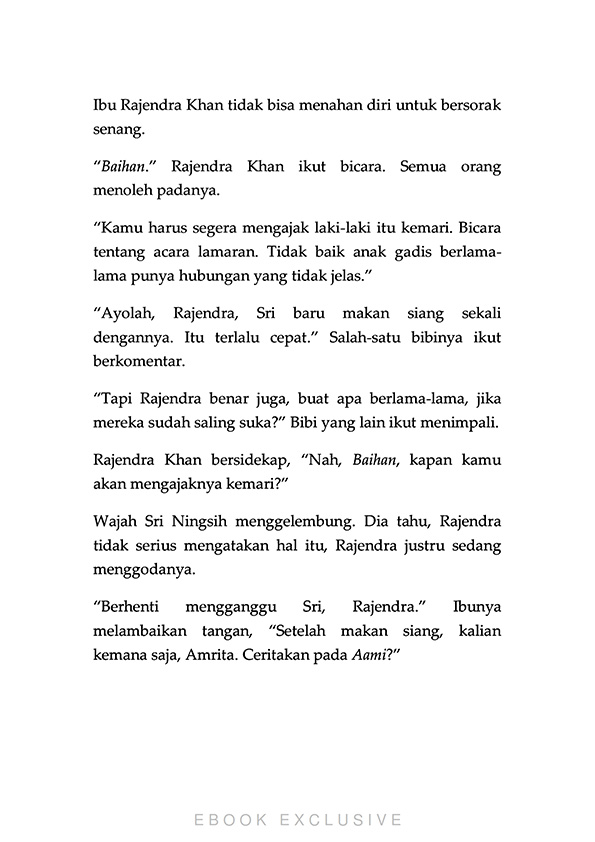 Ibu Rajendra Khan tidak bisa menahan diri untuk bersorak
senang.
“Baihan.” Rajendra Khan ikut bicara. Semua orang
menoleh padanya.
“Kamu harus segera mengajak laki-laki itu kemari. Bicara
tentang acara lamaran. Tidak baik anak gadis berlama-
lama punya hubungan yang tidak jelas.”
“Ayolah, Rajendra, Sri baru makan siang sekali
dengannya. Itu terlalu cepat.” Salah-satu bibinya ikut
berkomentar.
“Tapi Rajendra benar juga, buat apa berlama-lama, jika
mereka sudah saling suka?” Bibi yang lain ikut menimpali.
Rajendra Khan bersidekap, “Nah, Baihan, kapan kamu
akan mengajaknya kemari?”
Wajah Sri Ningsih menggelembung. Dia tahu, Rajendra
tidak serius mengatakan hal itu, Rajendra justru sedang
menggodanya.
“Berhenti mengganggu Sri, Rajendra.” Ibunya
melambaikan tangan, “Setelah makan siang, kalian
kemana saja, Amrita. Ceritakan pada Aami?”
EBOOK EXCLUSIVE